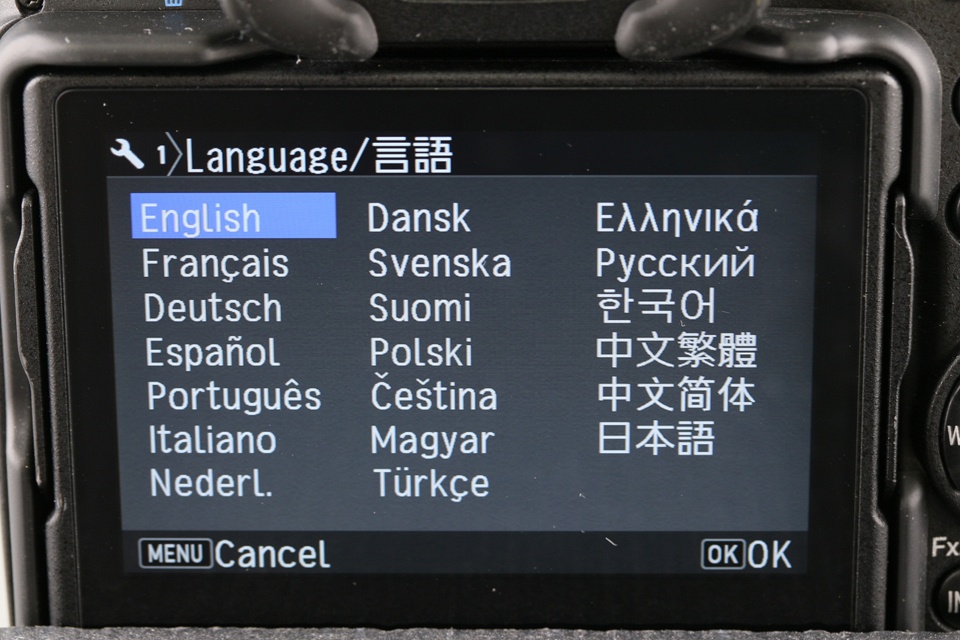 1 Language/言語
English
Français
Deutsch
Español
Português
Italiano
Nederl.
Dansk
Svenska
Suomi
Polski
Čeština
Magyar
Türkçe
Ελληνικά
Русский
한국어
中文繁體
中文简体
日本語
MENU Cancel
OK OK
Fx